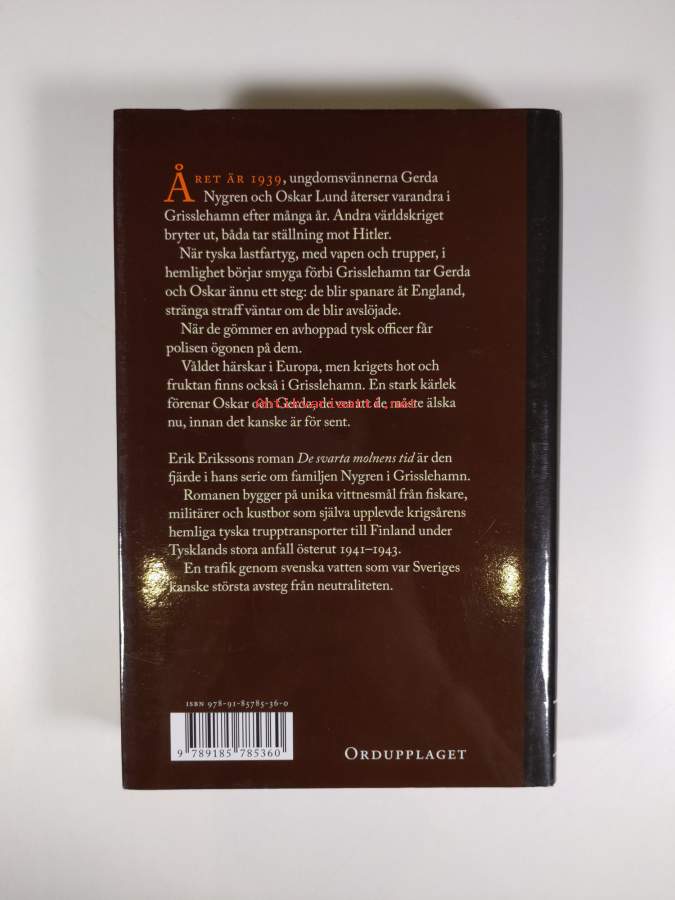 ÅRET ÄR 1939, ungdomsvännerna Gerda
Nygren och Oskar Lund återser varandra i
Grisslehamn efter många år. Andra världskriget
bryter ut, båda tar ställning mot Hitler.
När tyska lastfartyg, med vapen och trupper, i
hemlighet börjar smyga förbi Grisslehamn tar Gerda
och Oskar ännu ett steg: de blir spanare åt England,
stränga straff väntar om de blir avslöjade.
När de gömmer en avhoppad tysk officer får
polisen ögonen på dem.
Våldet härskar i Europa, men krigets hot och
fruktan finns också i Grisslehamn. En stark kärlek
förenar Oskar och Gerda, de vet att de måste älska
nu, innan det kanske är för sent.
Erik Erikssons roman De svarta molnens tid är den
fjärde i hans serie om familjen Nygren i Grisslehamn.
Romanen bygger på unika vittnesmål från fiskare,
militärer och kustbor som själva upplevde krigsårens
hemliga tyska trupptransporter till Finland under
Tysklands stora anfall österut 1941–1943.
En trafik genom svenska vatten som var Sveriges
kanske största avsteg från neutraliteten.
ISBN 978-91-85785-36-0
9 789185 785360
ORDUPPLAGET